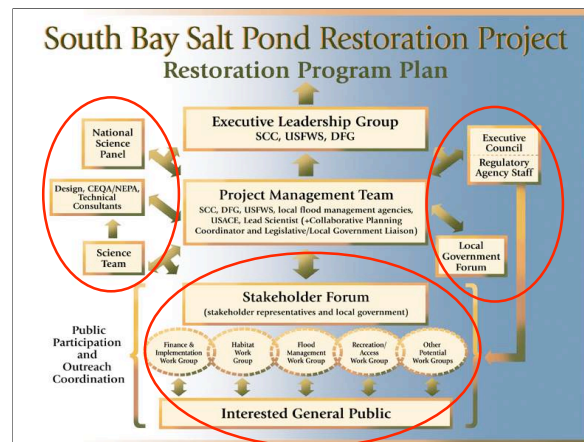 South Bay Salt Pond Restoration Project
Restoration Program Plan
Executive Leadership Group
SCC, USFWS, DFG
National
Science
Panel
Executive
Council
Regulatory
Agency Staff
Design, CEQA/NEPA,
Technical
Consultants
Project Management Team
SCC, DFG, USFWS, local flood management agencies,
USACE, Lead Scientist (+Collaborative Planning
Coordinator and Legislative/Local Government Liaison)
Science
Team
Local
Government
Forum
Stakeholder Forum
(stakeholder representatives and local government)
Public
Participation
and
Outreach
Coordination
Finance &
Implementation
Work Group
Habitat
Work
Group
Flood
Management
Work Group
Recreation/
Access
Work Group
Other
Potential
Work Groups
Interested General Public